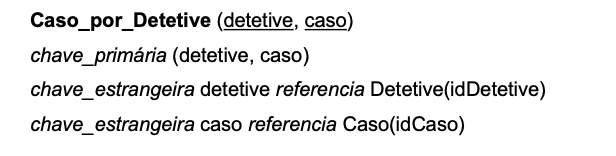 Caso_por_Detetive (detetive, caso)
chave_primária (detetive, caso)
chave_estrangeira detetive referencia Detetive(idDetetive)
chave_estrangeira caso referencia Caso(idCaso)